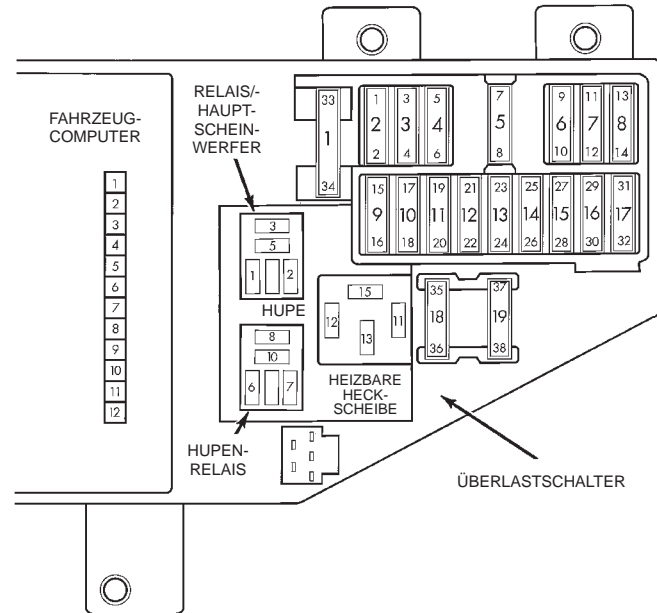 FAHRZEUG-
COMPUTER
1
2
3
4
5
6
7
8
9
10
11
12
RELAIS/-
HAUPT-
SCHEIN-
WERFER
3
5
1 2
HUPE
8
10
6 7
HUPEN-
RELAIS
15
12 11
13
HEIZBARE
HECK-
SCHEIBE
33
1
34
1 3 5
2 3 4
2 4 6
7
5
8
9 11 13
6 7 8
10 12 14
15 17 19 21 23 25 27 29 31
9 10 11 12 13 14 15 16 17
16 18 20 22 24 26 28 30 32
35 37
18 19
36 38
ÜBERLASTSCHALTER